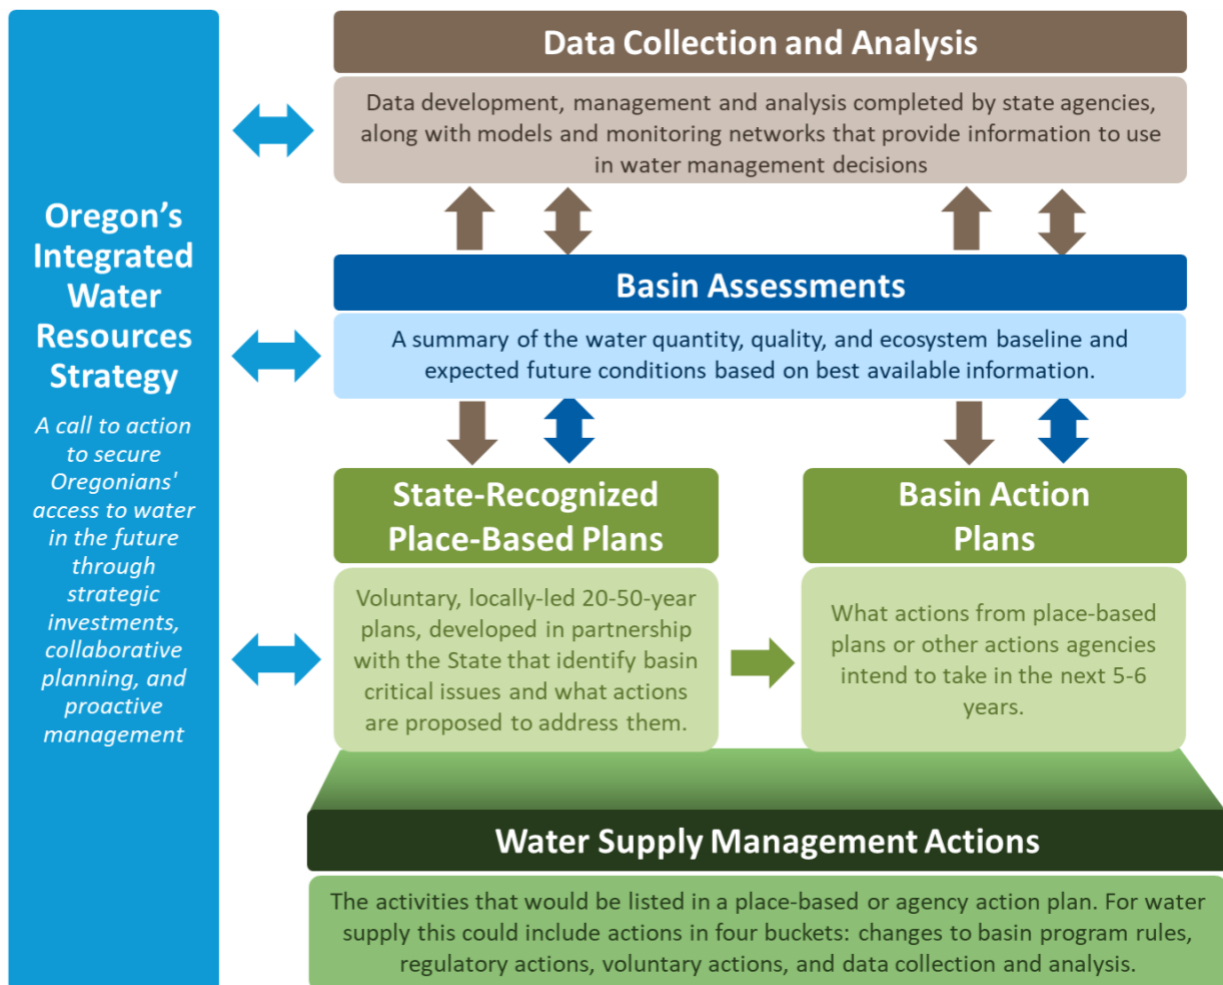 Oregon's
Integrated
Water
Resources
Strategy
A call to action
to secure
Oregonians'
access to water
in the future
through
strategic
investments,
collaborative
planning, and
proactive
management
Data Collection and Analysis
Data development, management and analysis completed by state agencies,
along with models and monitoring networks that provide information to use
in water management decisions
Basin Assessments
A summary of the water quantity, quality, and ecosystem baseline and
expected future conditions based on best available information.
State-Recognized
Place-Based Plans
Voluntary, locally-led 20-50-year
plans, developed in partnership
with the State that identify basin
critical issues and what actions
are proposed to address them.
Basin Action
Plans
What actions from place-based
plans or other actions agencies
intend to take in the next 5-6
years.
Water Supply Management Actions
The activities that would be listed in a place-based or agency action plan. For water
supply this could include actions in four buckets: changes to basin program rules,
regulatory actions, voluntary actions, and data collection and analysis.